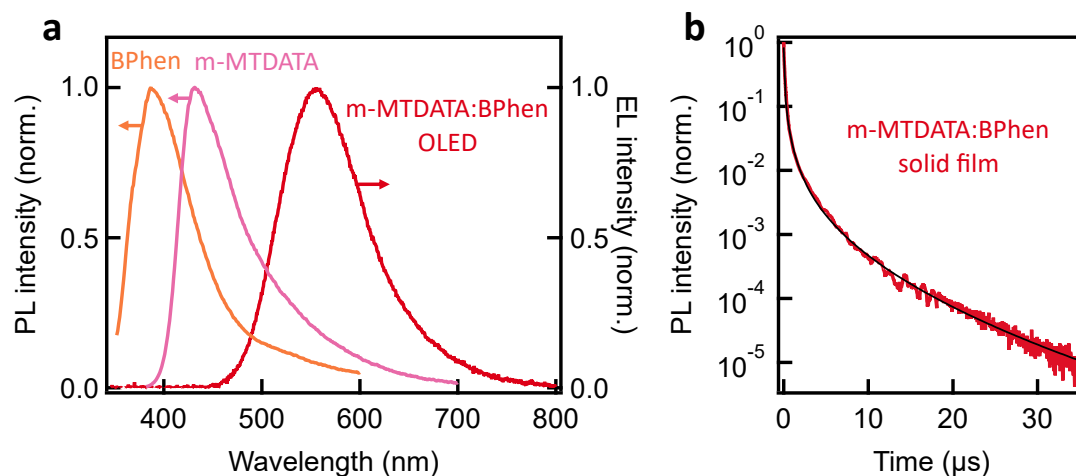 a
BPhen m-MTDATA
m-MTDATA:BPhen
OLED
PL intensity (norm.)
1.0
0.5
0.0
EL intensity (norm.)
1.0
0.5
0.0
400 500 600 700 800
Wavelength (nm)
b
m-MTDATA:BPhen
solid film
PL intensity (norm.)
10⁰
10⁻¹
10⁻²
10⁻³
10⁻⁴
10⁻⁵
0 10 20 30
Time (µs)